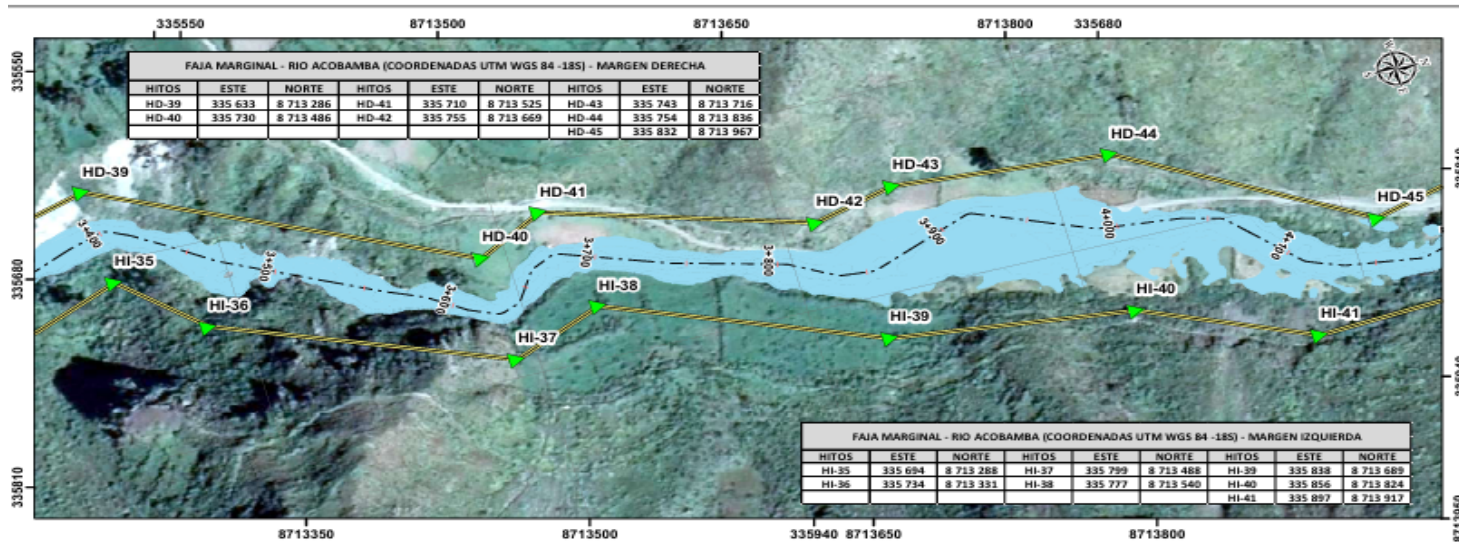 335550 8713500 8713650 8713800 335680
335550
FAJA MARGINAL - RIO ACOBAMBA (COORDENADAS UTM WGS 84 -18S) - MARGEN DERECHA
HITOS ESTE NORTE HITOS ESTE NORTE HITOS ESTE NORTE
HD-39 335 633 8 713 286 HD-41 335 710 8 713 525 HD-43 335 743 8 713 716
HD-40 335 730 8 713 486 HD-42 335 755 8 713 669 HD-44 335 754 8 713 836
HD-45 335 832 8 713 967
HD-44
HD-43
HD-39
HD-41
HD-45
HD-42
HD-40
3+400
3+500
3+600
3+700
3+800
3+900
4+000
4+100
335680
HI-35
HI-36
HI-38
HI-40
HI-37
HI-39
HI-41
FAJA MARGINAL - RIO ACOBAMBA (COORDENADAS UTM WGS 84 -18S) - MARGEN IZQUIERDA
HITOS ESTE NORTE HITOS ESTE NORTE HITOS ESTE NORTE
HI-35 335 694 8 713 288 HI-37 335 799 8 713 488 HI-39 335 838 8 713 689
HI-36 335 734 8 713 331 HI-38 335 777 8 713 540 HI-40 335 856 8 713 824
HI-41 335 897 8 713 917
335810
8713350 8713500 335940 8713650 8713800